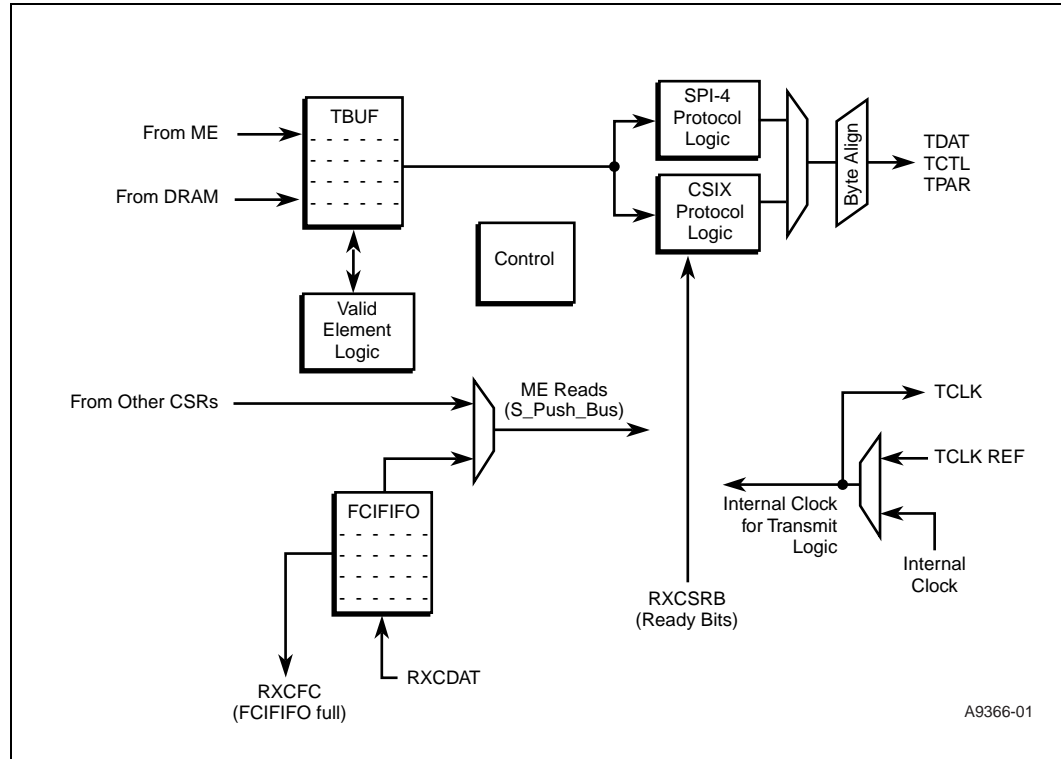 TBUF
From ME
From DRAM
SPI-4
Protocol
Logic
CSIX
Protocol
Logic
Byte Align
TDAT
TCTL
TPAR
Control
Valid
Element
Logic
From Other CSRs
ME Reads
(S_Push_Bus)
TCLK
TCLK REF
Internal Clock
for Transmit
Logic
Internal
Clock
FCIFIFO
RXCSRB
(Ready Bits)
RXCDAT
RXCFC
(FCIFIFO full)
A9366-01